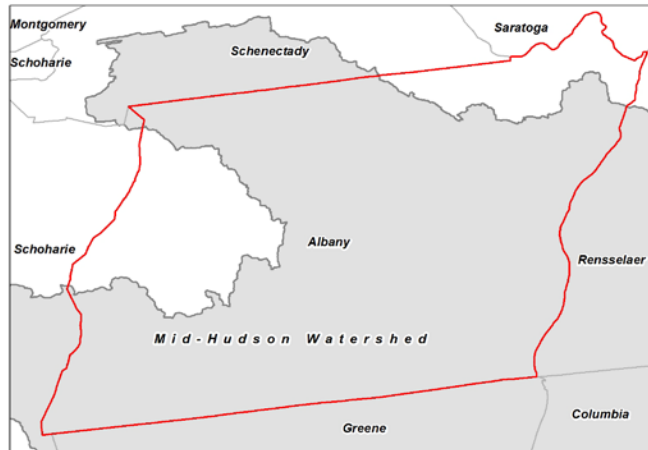 Montgomery
Saratoga
Schenectady
Schoharie
Albany
Schoharie
Rensselaer
Mid-Hudson Watershed
Columbia
Greene